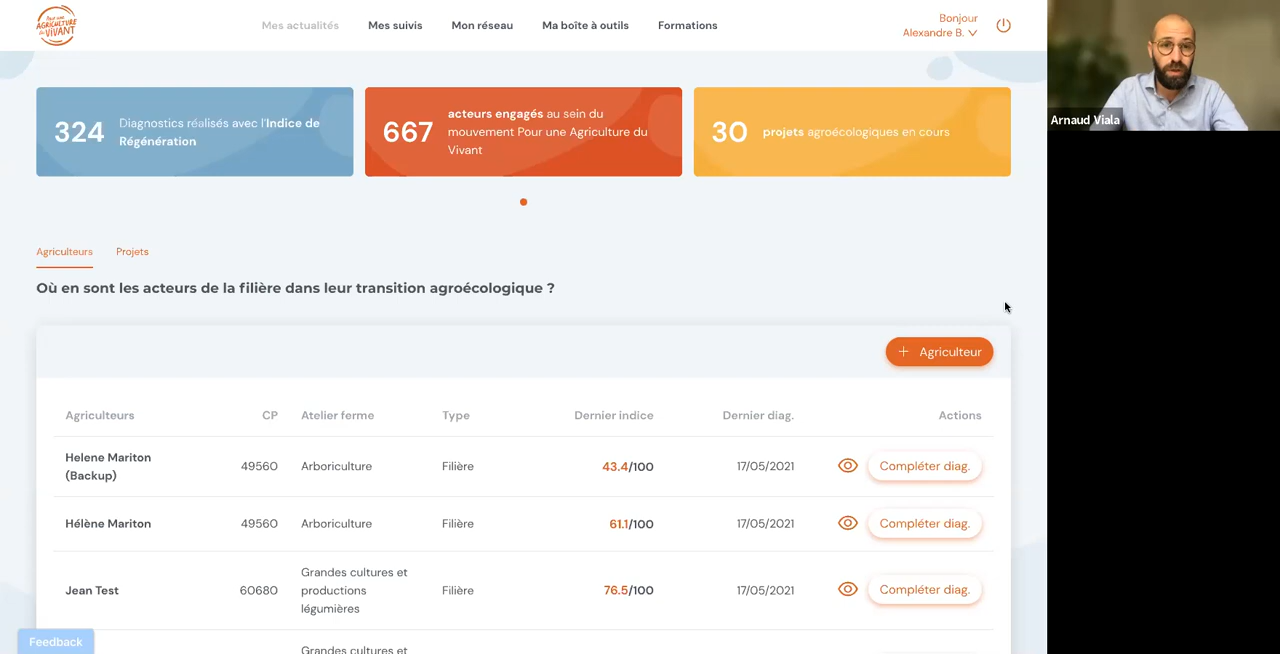 Pour une
AGRICULTURE
du VIVANT
Mes actualités
Mes suivis
Mon réseau
Ma boîte à outils
Formations
Bonjour
Alexandre B.
Arnaud Viala
324
Diagnostics réalisés avec l'Indice de
Régénération
667
acteurs engagés au sein du
mouvement Pour une Agriculture du
Vivant
30
projets agroécologiques en cours
Agriculteurs
Projets
Où en sont les acteurs de la filière dans leur transition agroécologique ?
+ Agriculteur
Agriculteurs CP Atelier ferme Type Dernier indice Dernier diag. Actions
Helene Mariton
(Backup)
49560 Arboriculture Filière 43.4/100 17/05/2021 Compléter diag.
Hélène Mariton 49560 Arboriculture Filière 61.1/100 17/05/2021 Compléter diag.
Jean Test 60680
Grandes cultures et
productions
légumières
Filière 76.5/100 17/05/2021 Compléter diag.
Grandes cultures et
Feedback